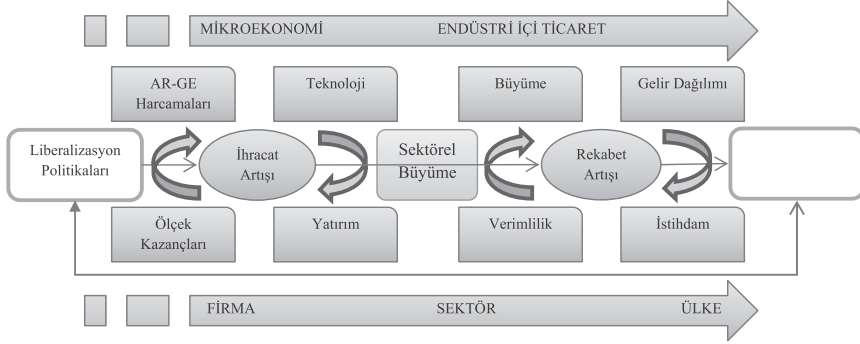 MİKROEKONOMİ ENDÜSTRİ İÇİ TİCARET
AR-GE
Harcamaları
Teknoloji
Büyüme
Gelir Dağılımı
Liberalizasyon
Politikaları
İhracat
Artışı
Sektörel
Büyüme
Rekabet
Artışı
Ölçek
Kazançları
Yatırım
Verimlilik
İstihdam
FİRMA SEKTÖR ÜLKE